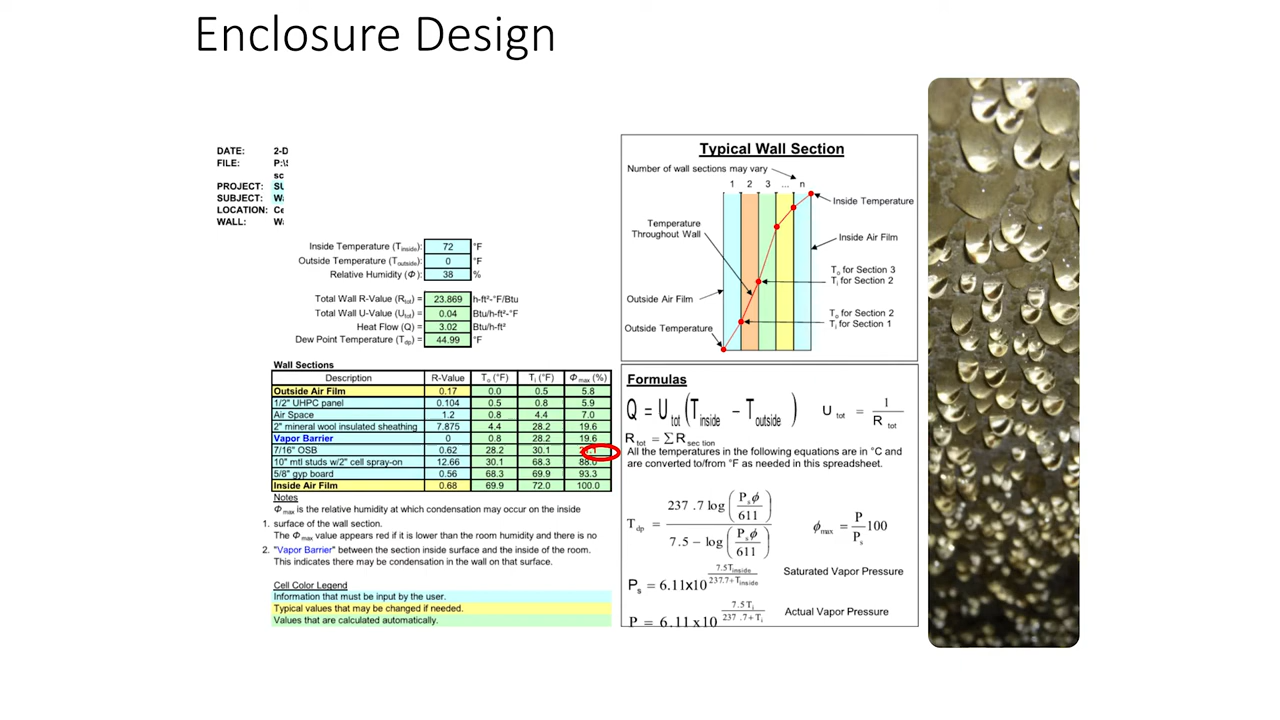 Enclosure Design
DATE: 2-D
FILE: P:\S
sc
PROJECT: SU
SUBJECT: Wa
LOCATION: Ce
WALL: Wa
Inside Temperature (Tinside): 72 °F
Outside Temperature (Toutside): 0 °F
Relative Humidity (Φ): 38 %
Total Wall R-Value (Rtot) = 23.869 h-ft²-°F/Btu
Total Wall U-Value (Utot) = 0.04 Btu/h-ft²-°F
Heat Flow (Q) = 3.02 Btu/h-ft²
Dew Point Temperature (Tdp) = 44.99 °F
Wall Sections
Description R-Value To (°F) Ti (°F) Φmax (%)
Outside Air Film 0.17 0.0 0.5 5.8
1/2" UHPC panel 0.104 0.5 0.8 5.9
Air Space 1.2 0.8 4.4 7.0
2" mineral wool insulated sheathing 7.875 4.4 28.2 19.6
Vapor Barrier 0 0.8 28.2 19.6
7/16" OSB 0.62 28.2 30.1
10" mtl studs w/2" cell spray-on 12.66 30.1 68.3 88.0
5/8" gyp board 0.56 68.3 69.9 93.3
Inside Air Film 0.68 69.9 72.0 100.0
Notes
Φmax is the relative humidity at which condensation may occur on the inside
1. surface of the wall section.
The Φmax value appears red if it is lower than the room humidity and there is no
2. "Vapor Barrier" between the section inside surface and the inside of the room.
This indicates there may be condensation in the wall on that surface.
Cell Color Legend
Information that must be input by the user.
Typical values that may be changed if needed.
Values that are calculated automatically.
Typical Wall Section
Number of wall sections may vary
1 2 3 ... n
Inside Temperature
Temperature
Throughout Wall
Inside Air Film
To for Section 3
Ti for Section 2
Outside Air Film
To for Section 2
Ti for Section 1
Outside Temperature
Formulas
Q = Utot (Tinside − Toutside) Utot = 1 / Rtot
Rtot = ΣRsection
All the temperatures in the following equations are in °C and
are converted to/from °F as needed in this spreadsheet.
Tdp = 237.7 log (Psϕ / 611) / 7.5 − log (Psϕ / 611) ϕmax = P / Ps 100
Ps = 6.11x10 7.5Tinside / 237.7+Tinside Saturated Vapor Pressure
P = 6.11x10 7.5Ti / 237.7+Ti Actual Vapor Pressure